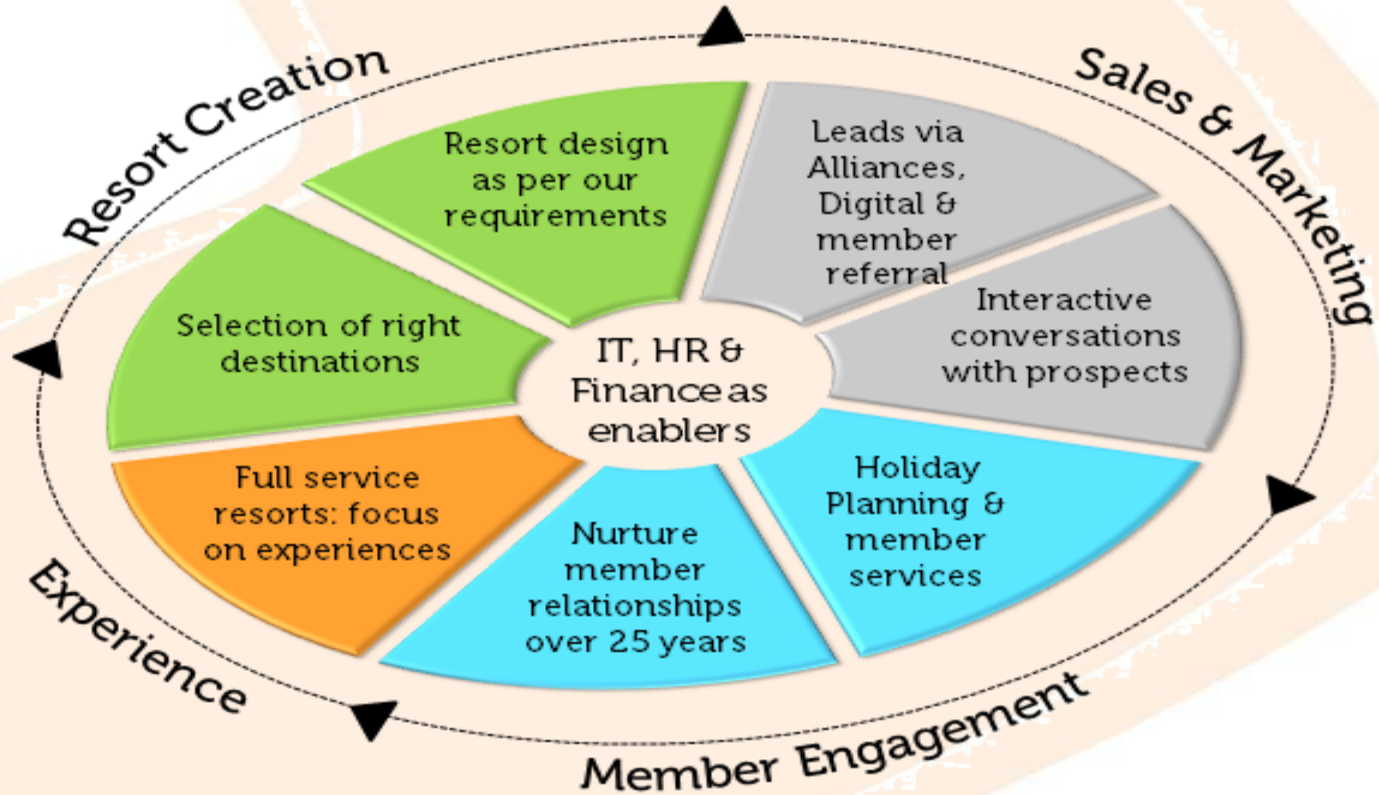 Resort Creation
Sales & Marketing
Resort design
as per our
requirements
Leads via
Alliances,
Digital &
member
referral
Selection of right
destinations
Interactive
conversations
with prospects
IT, HR &
Finance as
enablers
Full service
resorts: focus
on experiences
Nurture
member
relationships
over 25 years
Holiday
Planning &
member
services
Experience
Member Engagement